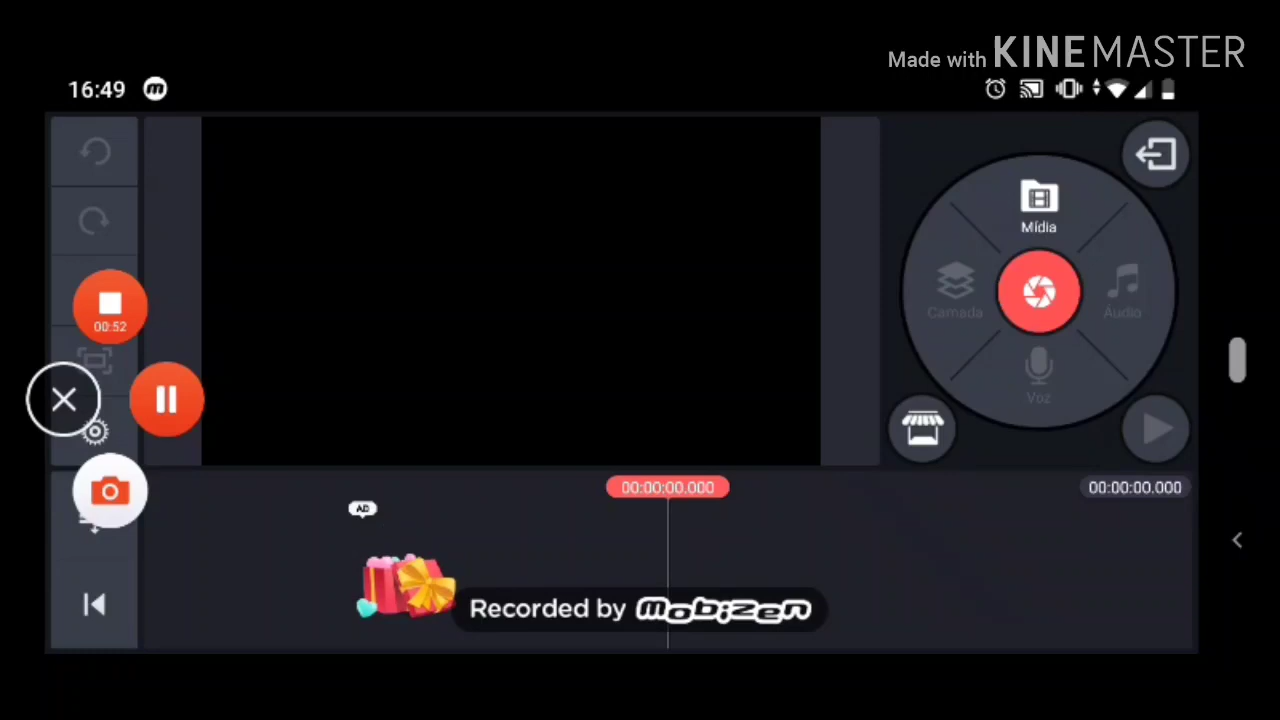 Made with KINEMASTER
16:49
Mídia
Camada
Áudio
00:52
Voz
00:00:00.000
00:00:00.000
AD
Recorded by mobizen